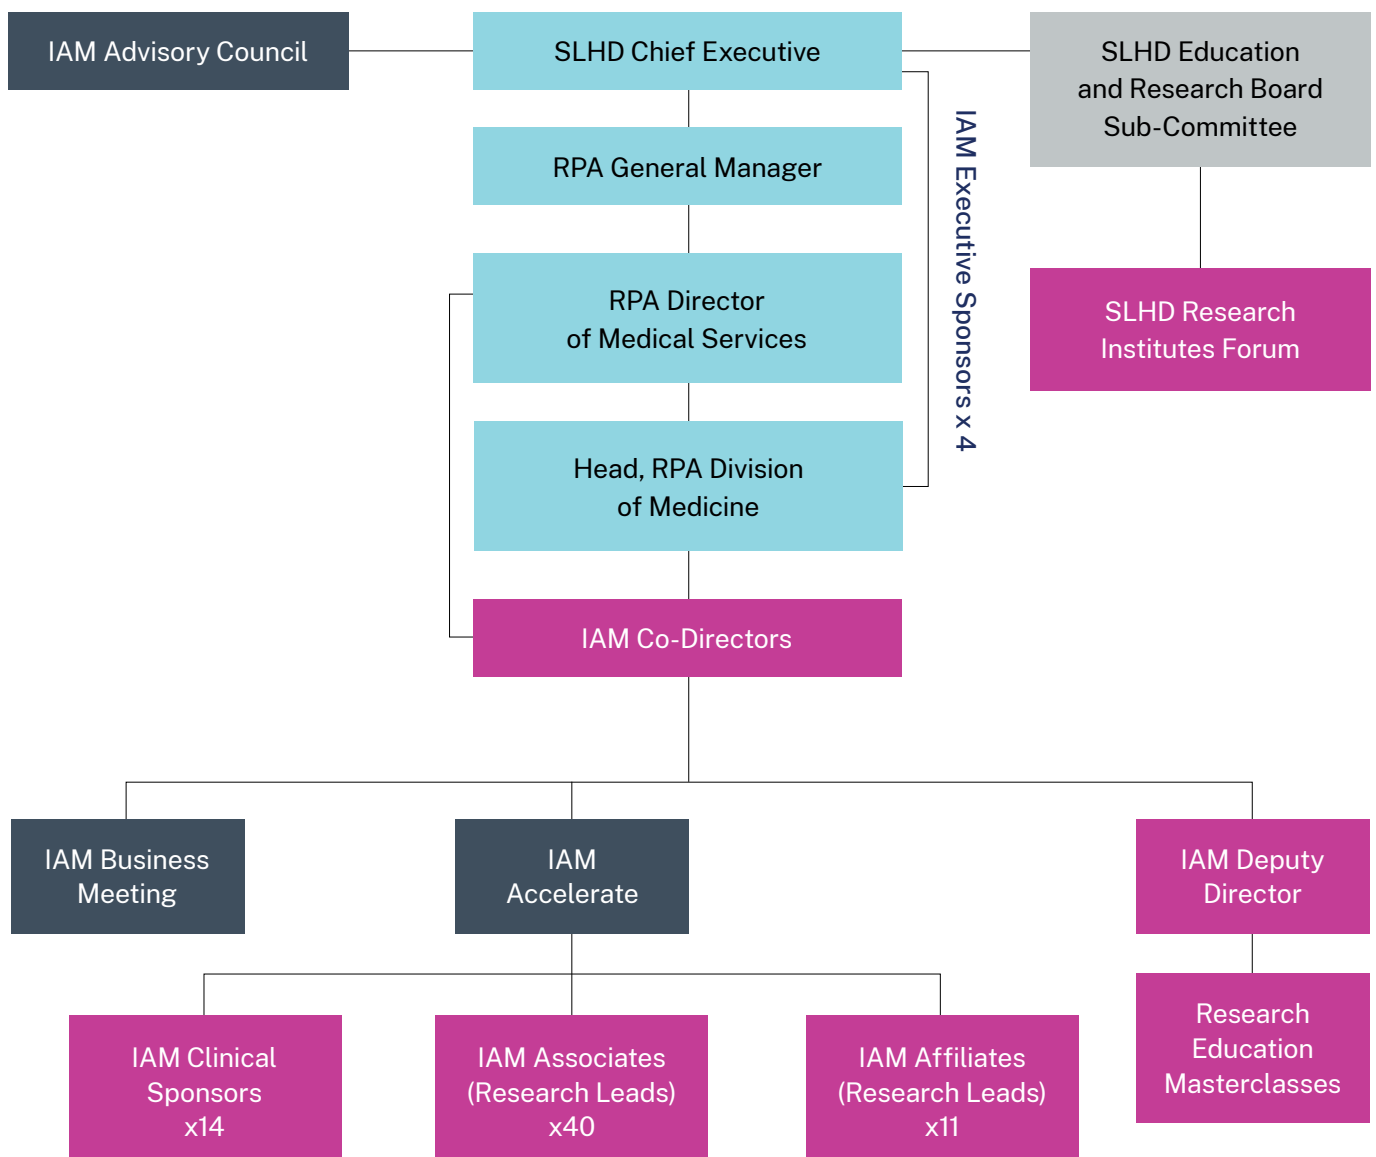 IAM Advisory Council
SLHD Chief Executive
SLHD Education
and Research Board
Sub-Committee
RPA General Manager
IAM Executive Sponsors x 4
RPA Director
of Medical Services
SLHD Research
Institutes Forum
Head, RPA Division
of Medicine
IAM Co-Directors
IAM Business
Meeting
IAM
Accelerate
IAM Deputy
Director
IAM Clinical
Sponsors
x14
IAM Associates
(Research Leads)
x40
IAM Affiliates
(Research Leads)
x11
Research
Education
Masterclasses